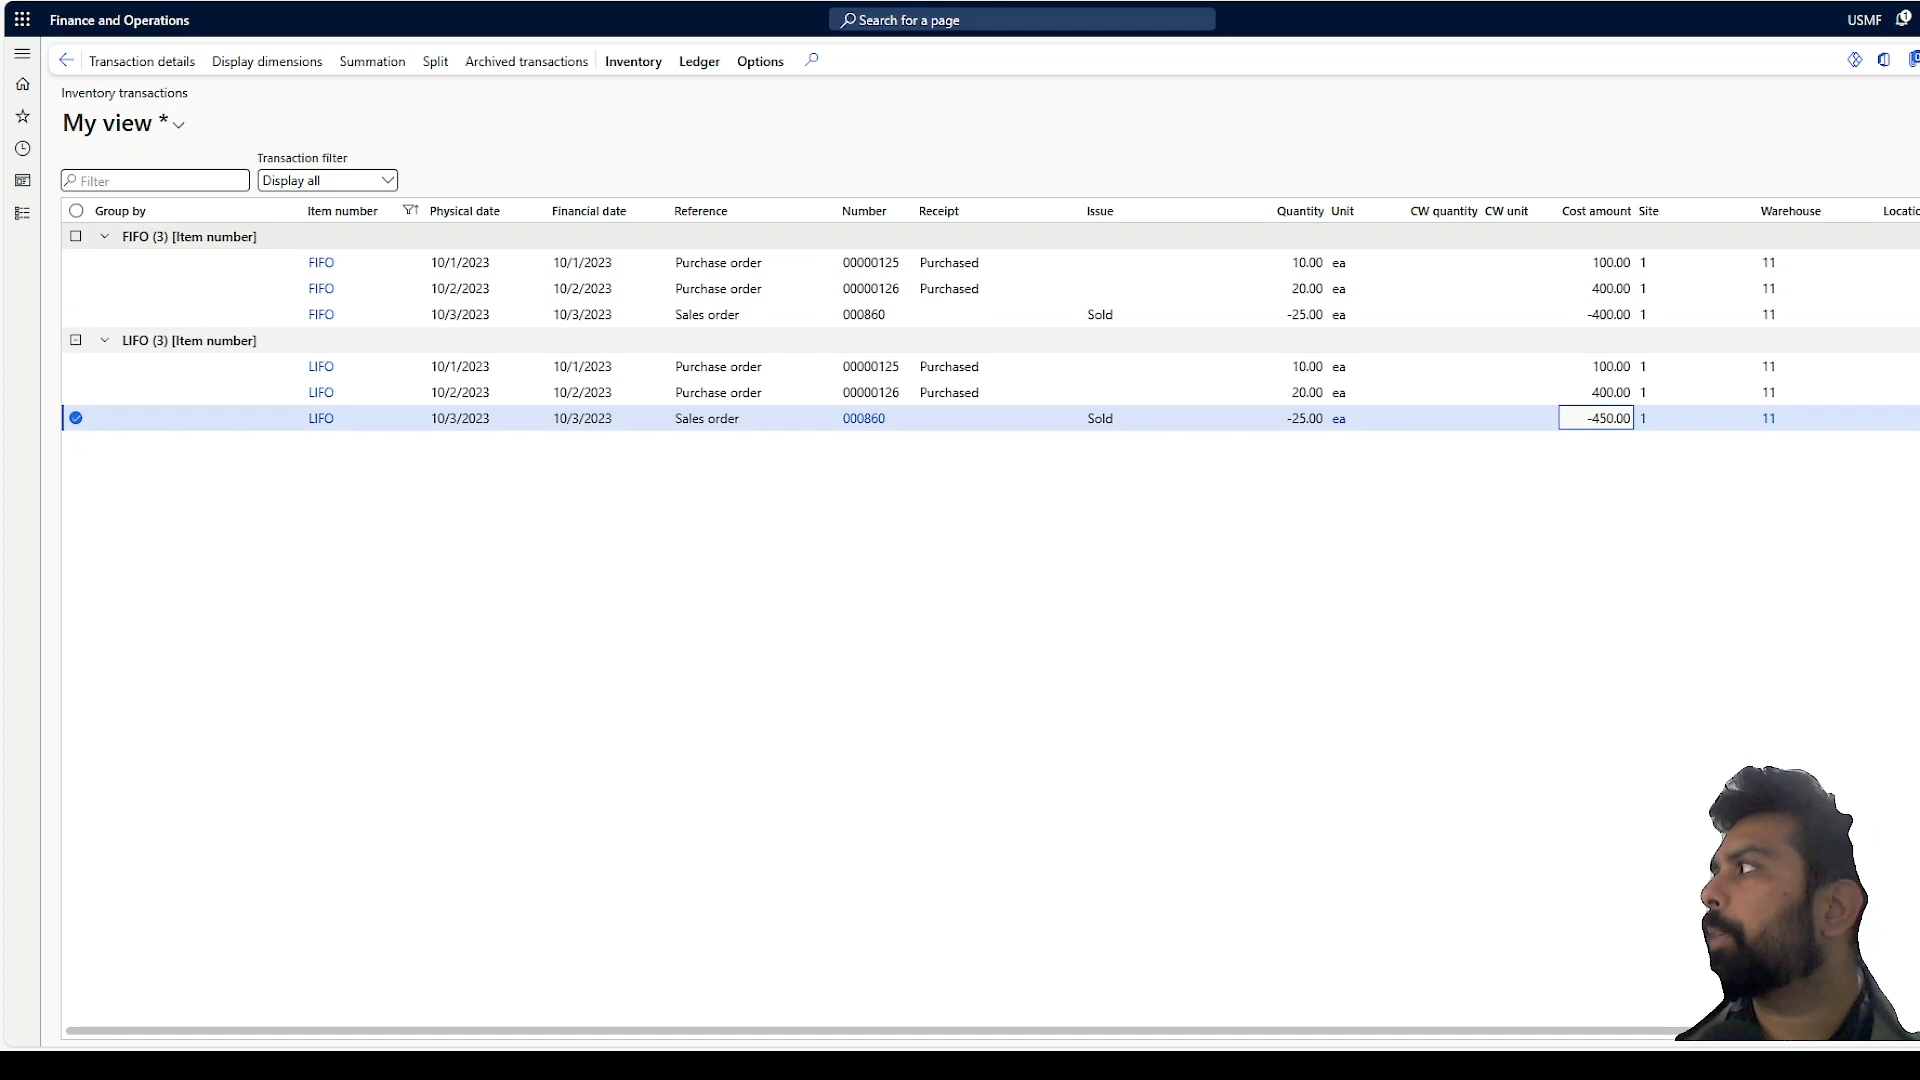 Finance and Operations Search for a page USMF 1
Transaction details Display dimensions Summation Split Archived transactions Inventory Ledger Options
Inventory transactions
My view *
Transaction filter
Filter Display all
Group by Item number Physical date Financial date Reference Number Receipt Issue Quantity Unit CW quantity CW unit Cost amount Site Warehouse Locatio
FIFO (3) [Item number]
FIFO 10/1/2023 10/1/2023 Purchase order 00000125 Purchased 10.00 ea 100.00 1 11
FIFO 10/2/2023 10/2/2023 Purchase order 00000126 Purchased 20.00 ea 400.00 1 11
FIFO 10/3/2023 10/3/2023 Sales order 000860 Sold -25.00 ea -400.00 1 11
LIFO (3) [Item number]
LIFO 10/1/2023 10/1/2023 Purchase order 00000125 Purchased 10.00 ea 100.00 1 11
LIFO 10/2/2023 10/2/2023 Purchase order 00000126 Purchased 20.00 ea 400.00 1 11
LIFO 10/3/2023 10/3/2023 Sales order 000860 Sold -25.00 ea -450.00 1 11